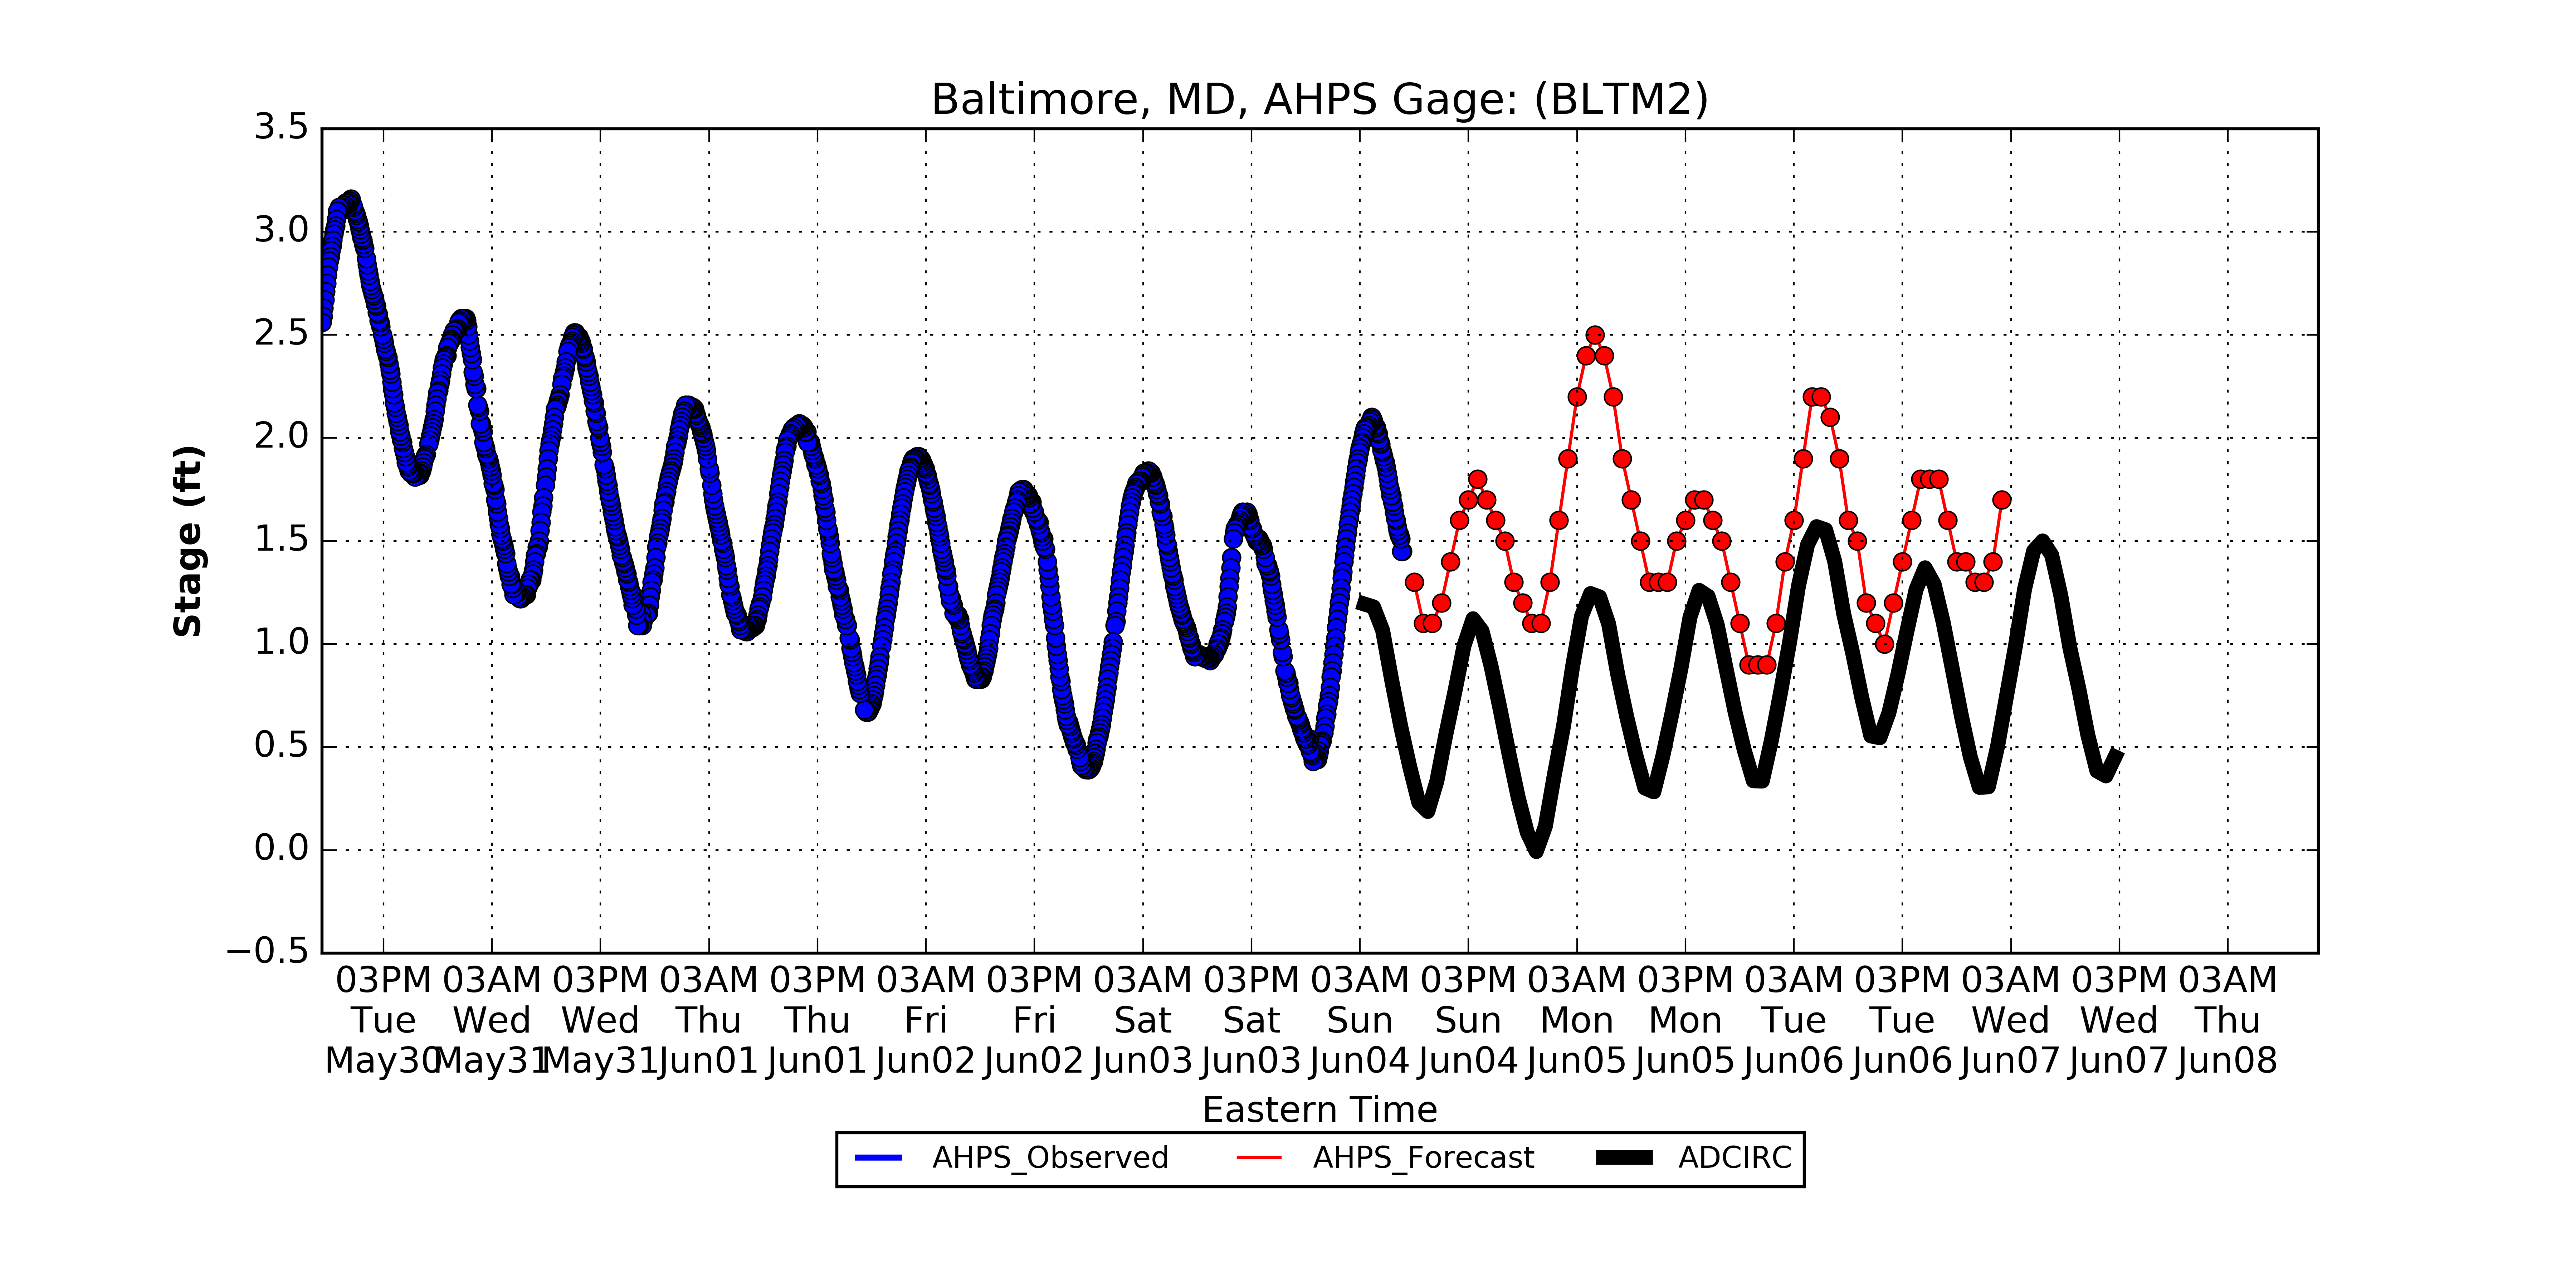 Baltimore, MD, AHPS Gage: (BLTM2)
3.5
3.0
2.5
2.0
1.5
1.0
0.5
0.0
−0.5
Stage (ft)
03PM 03AM 03PM 03AM 03PM 03AM 03PM 03AM 03PM 03AM 03PM 03AM 03PM 03AM 03PM 03AM 03PM 03AM
Tue Wed Wed Thu Thu Fri Fri Sat Sat Sun Sun Mon Mon Tue Tue Wed Wed Thu
May30 May31 May31 Jun01 Jun01 Jun02 Jun02 Jun03 Jun03 Jun04 Jun04 Jun05 Jun05 Jun06 Jun06 Jun07 Jun07 Jun08
Eastern Time
AHPS_Observed AHPS_Forecast ADCIRC